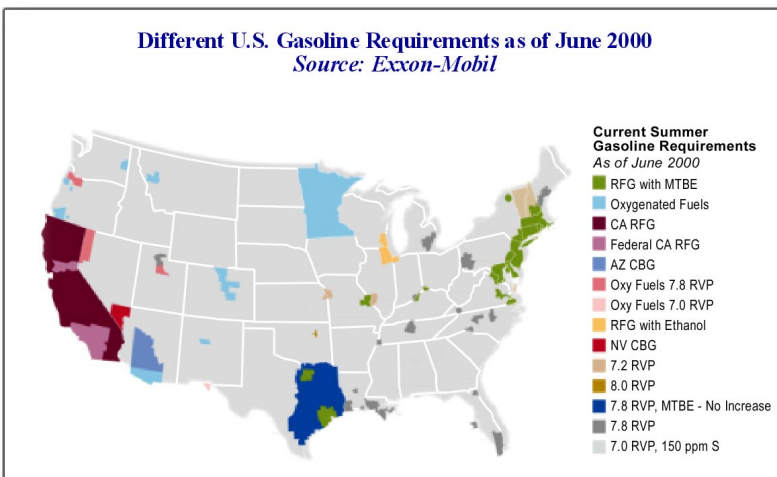 Different U.S. Gasoline Requirements as of June 2000
Source: Exxon-Mobil
Current Summer
Gasoline Requirements
As of June 2000
RFG with MTBE
Oxygenated Fuels
CA RFG
Federal CA RFG
AZ CBG
Oxy Fuels 7.8 RVP
Oxy Fuels 7.0 RVP
RFG with Ethanol
NV CBG
7.2 RVP
8.0 RVP
7.8 RVP, MTBE - No Increase
7.8 RVP
7.0 RVP, 150 ppm S